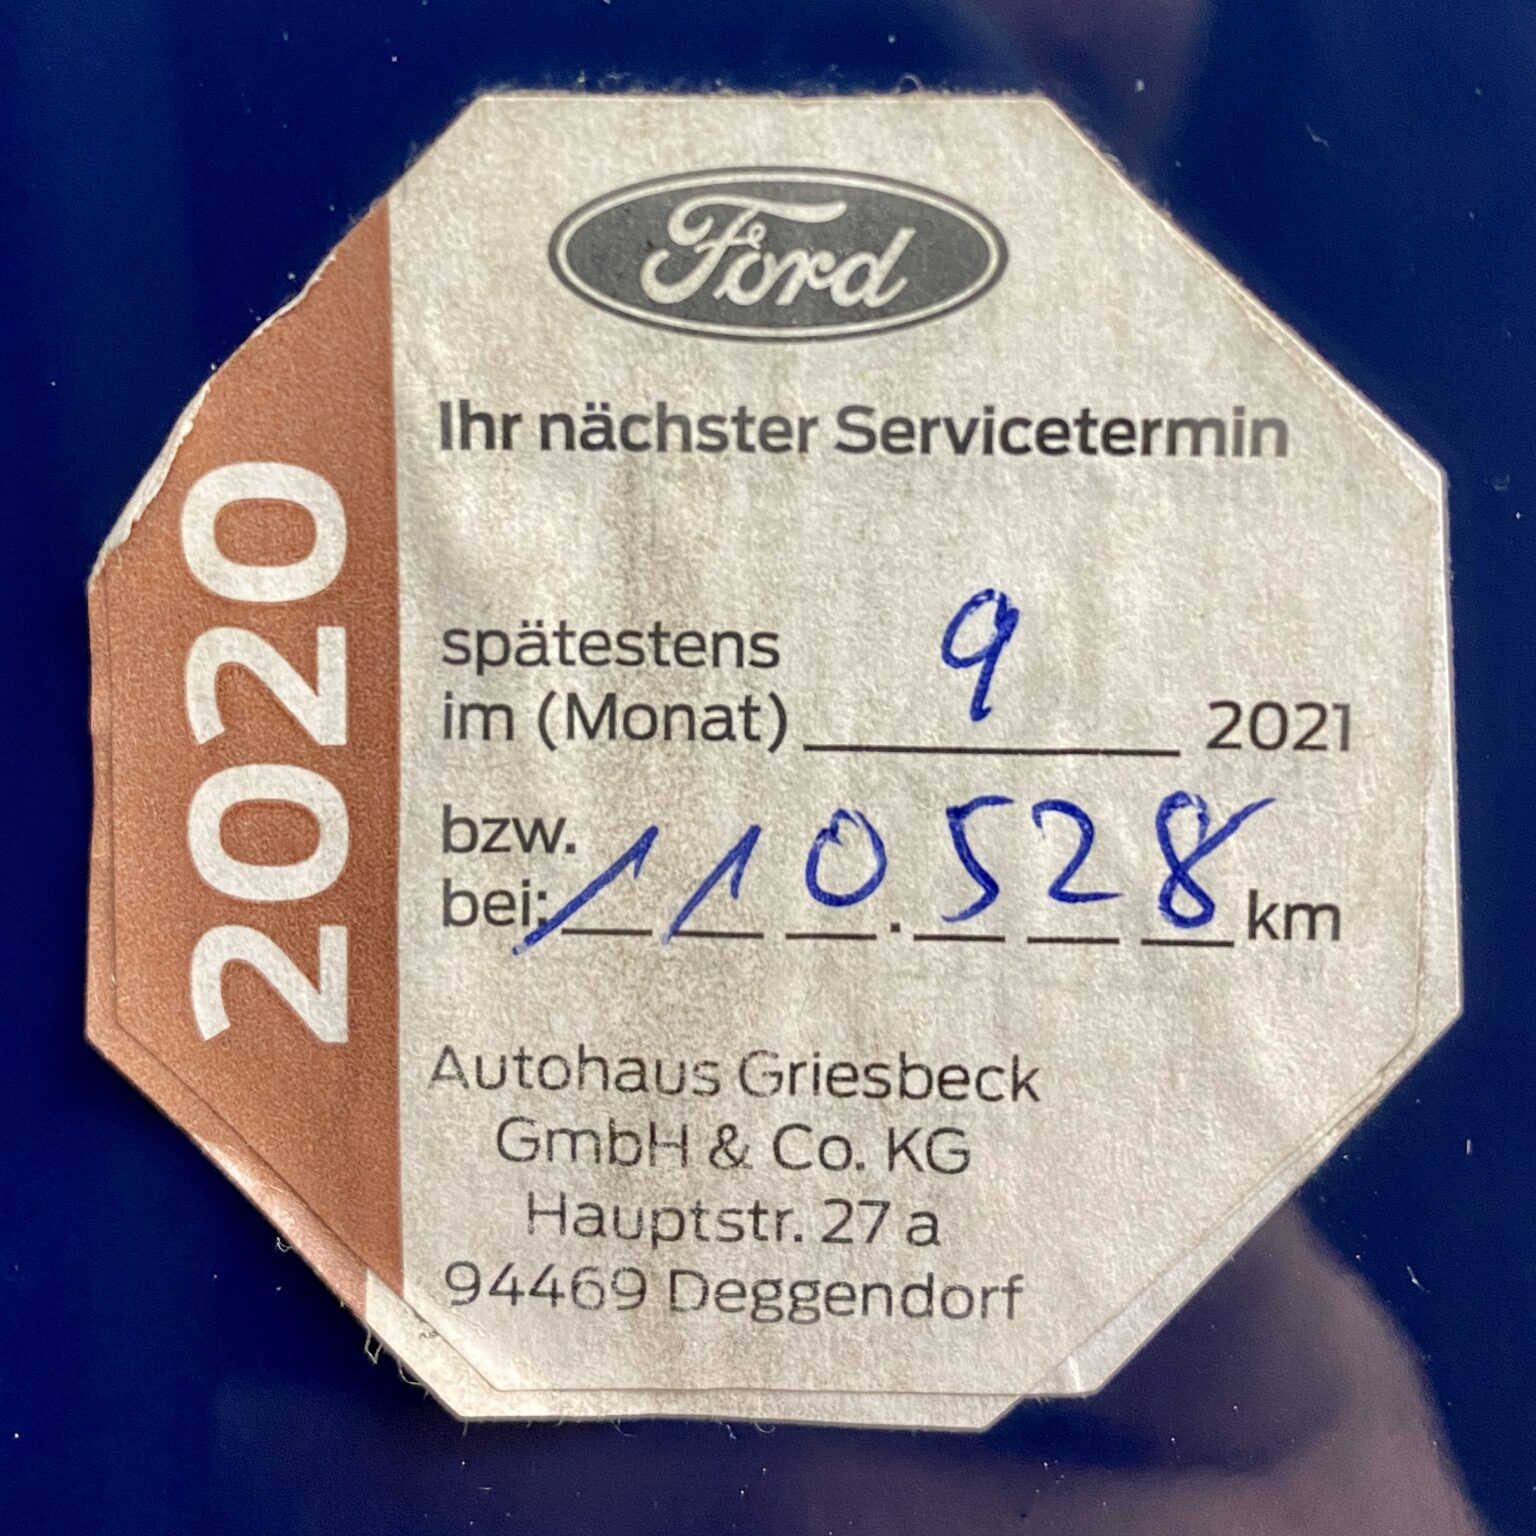 2020
Ford
Ihr nächster Servicetermin
spätestens
im (Monat) 9 2021
bzw.
bei: 110.528 km
Autohaus Griesbeck
GmbH & Co. KG
Hauptstr. 27 a
94469 Deggendorf